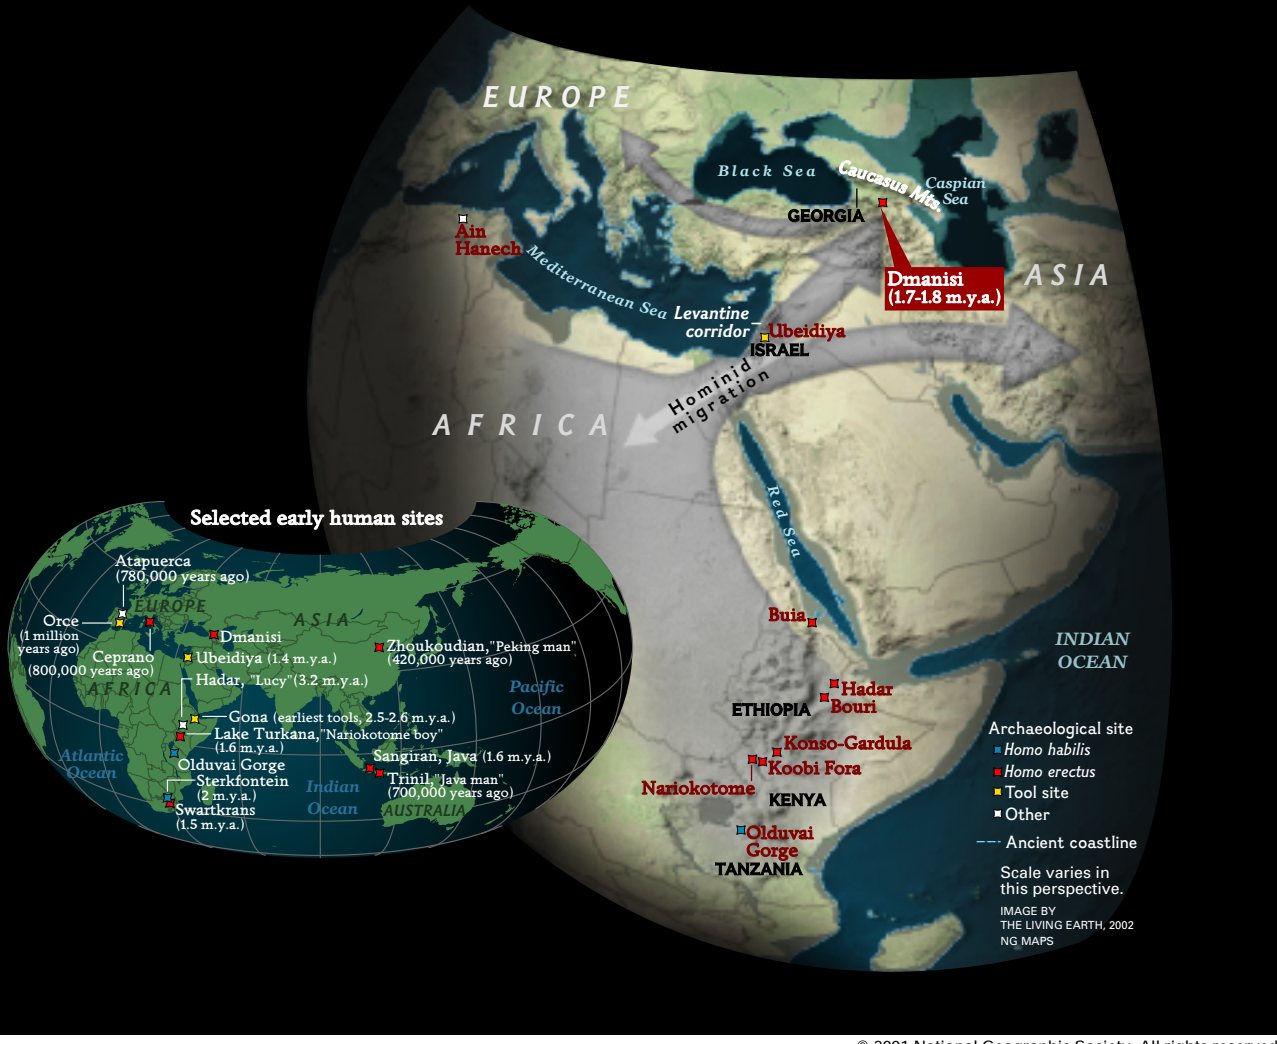 EUROPE
Black Sea
Caucasus Mts.
Caspian
Sea
GEORGIA
Ain
Hanech
Mediterranean Sea
Dmanisi
(1.7-1.8 m.y.a.)
ASIA
Levantine
corridor
Ubeidiya
ISRAEL
Hominid
migration
AFRICA
Red Sea
Selected early human sites
Atapuerca
(780,000 years ago)
EUROPE
ASIA
Orce
(1 million
years ago)
Dmanisi
Zhoukoudian,"Peking man"
(420,000 years ago)
Ceprano
(800,000 years ago)
Ubeidiya (1.4 m.y.a.)
AFRICA
Hadar, "Lucy"(3.2 m.y.a.)
Pacific
Ocean
Gona (earliest tools, 2.5-2.6 m.y.a.)
Lake Turkana,"Nariokotome boy"
(1.6 m.y.a.)
Atlantic
Ocean
Olduvai Gorge
Sangiran, Java (1.6 m.y.a.)
Sterkfontein
(2 m.y.a.)
Indian
Ocean
Trinil,"Java man"
(700,000 years ago)
Swartkrans
(1.5 m.y.a.)
AUSTRALIA
Buia
INDIAN
OCEAN
Hadar
Bouri
ETHIOPIA
Konso-Gardula
Koobi Fora
Nariokotome
KENYA
Olduvai
Gorge
TANZANIA
Archaeological site
Homo habilis
Homo erectus
Tool site
Other
Ancient coastline
Scale varies in
this perspective.
IMAGE BY
THE LIVING EARTH, 2002
NG MAPS
© 2001 National Geographic Society. All rights reserved